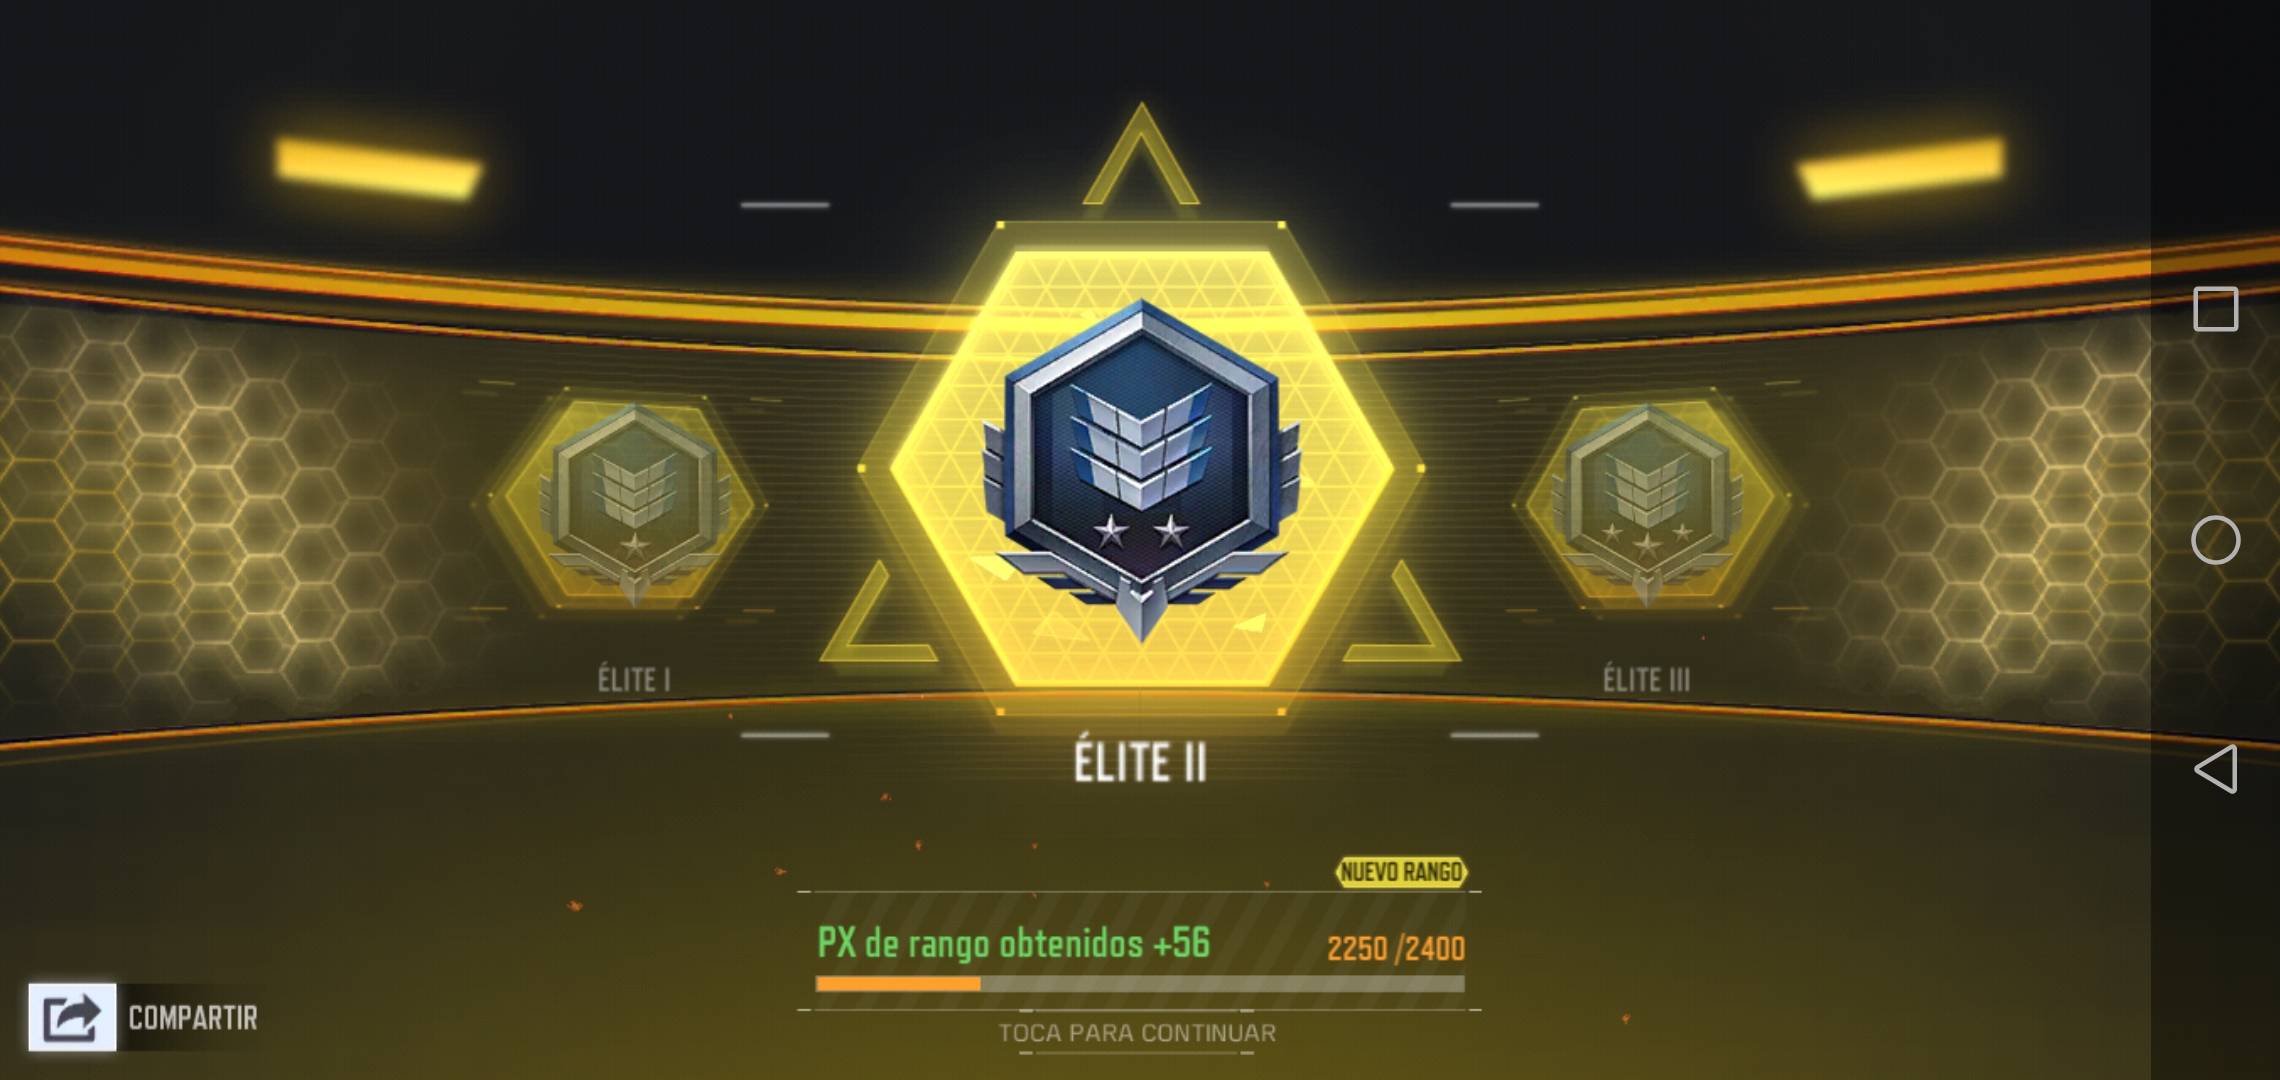 ÉLITE I
ÉLITE III
ÉLITE II
NUEVO RANGO
PX de rango obtenidos +56
2250 /2400
COMPARTIR
TOCA PARA CONTINUAR